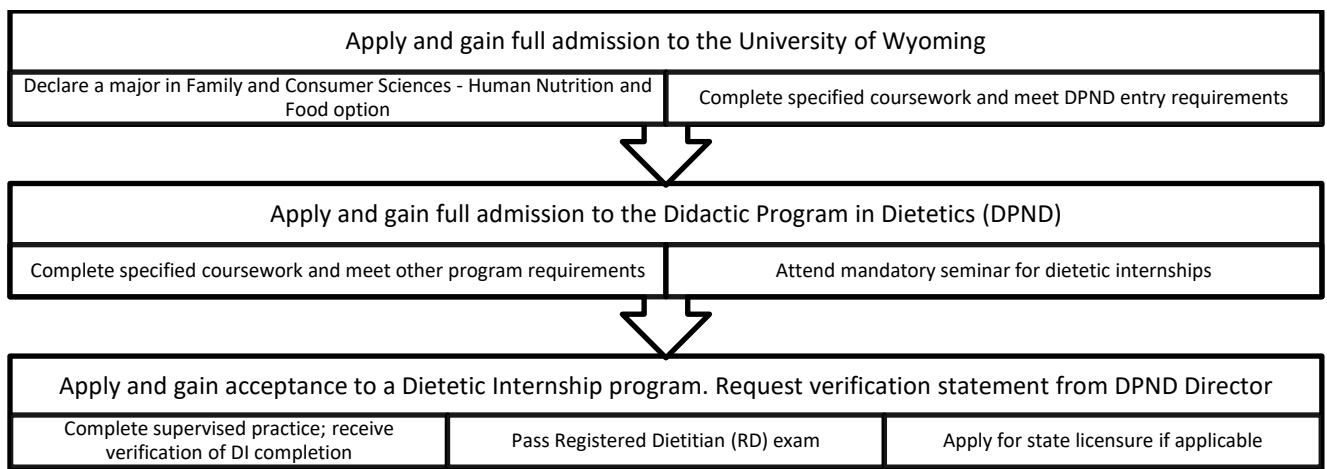 Apply and gain full admission to the University of Wyoming
Declare a major in Family and Consumer Sciences - Human Nutrition and
Food option
Complete specified coursework and meet DPND entry requirements
Apply and gain full admission to the Didactic Program in Dietetics (DPND)
Complete specified coursework and meet other program requirements
Attend mandatory seminar for dietetic internships
Apply and gain acceptance to a Dietetic Internship program. Request verification statement from DPND Director
Complete supervised practice; receive
verification of DI completion
Pass Registered Dietitian (RD) exam
Apply for state licensure if applicable